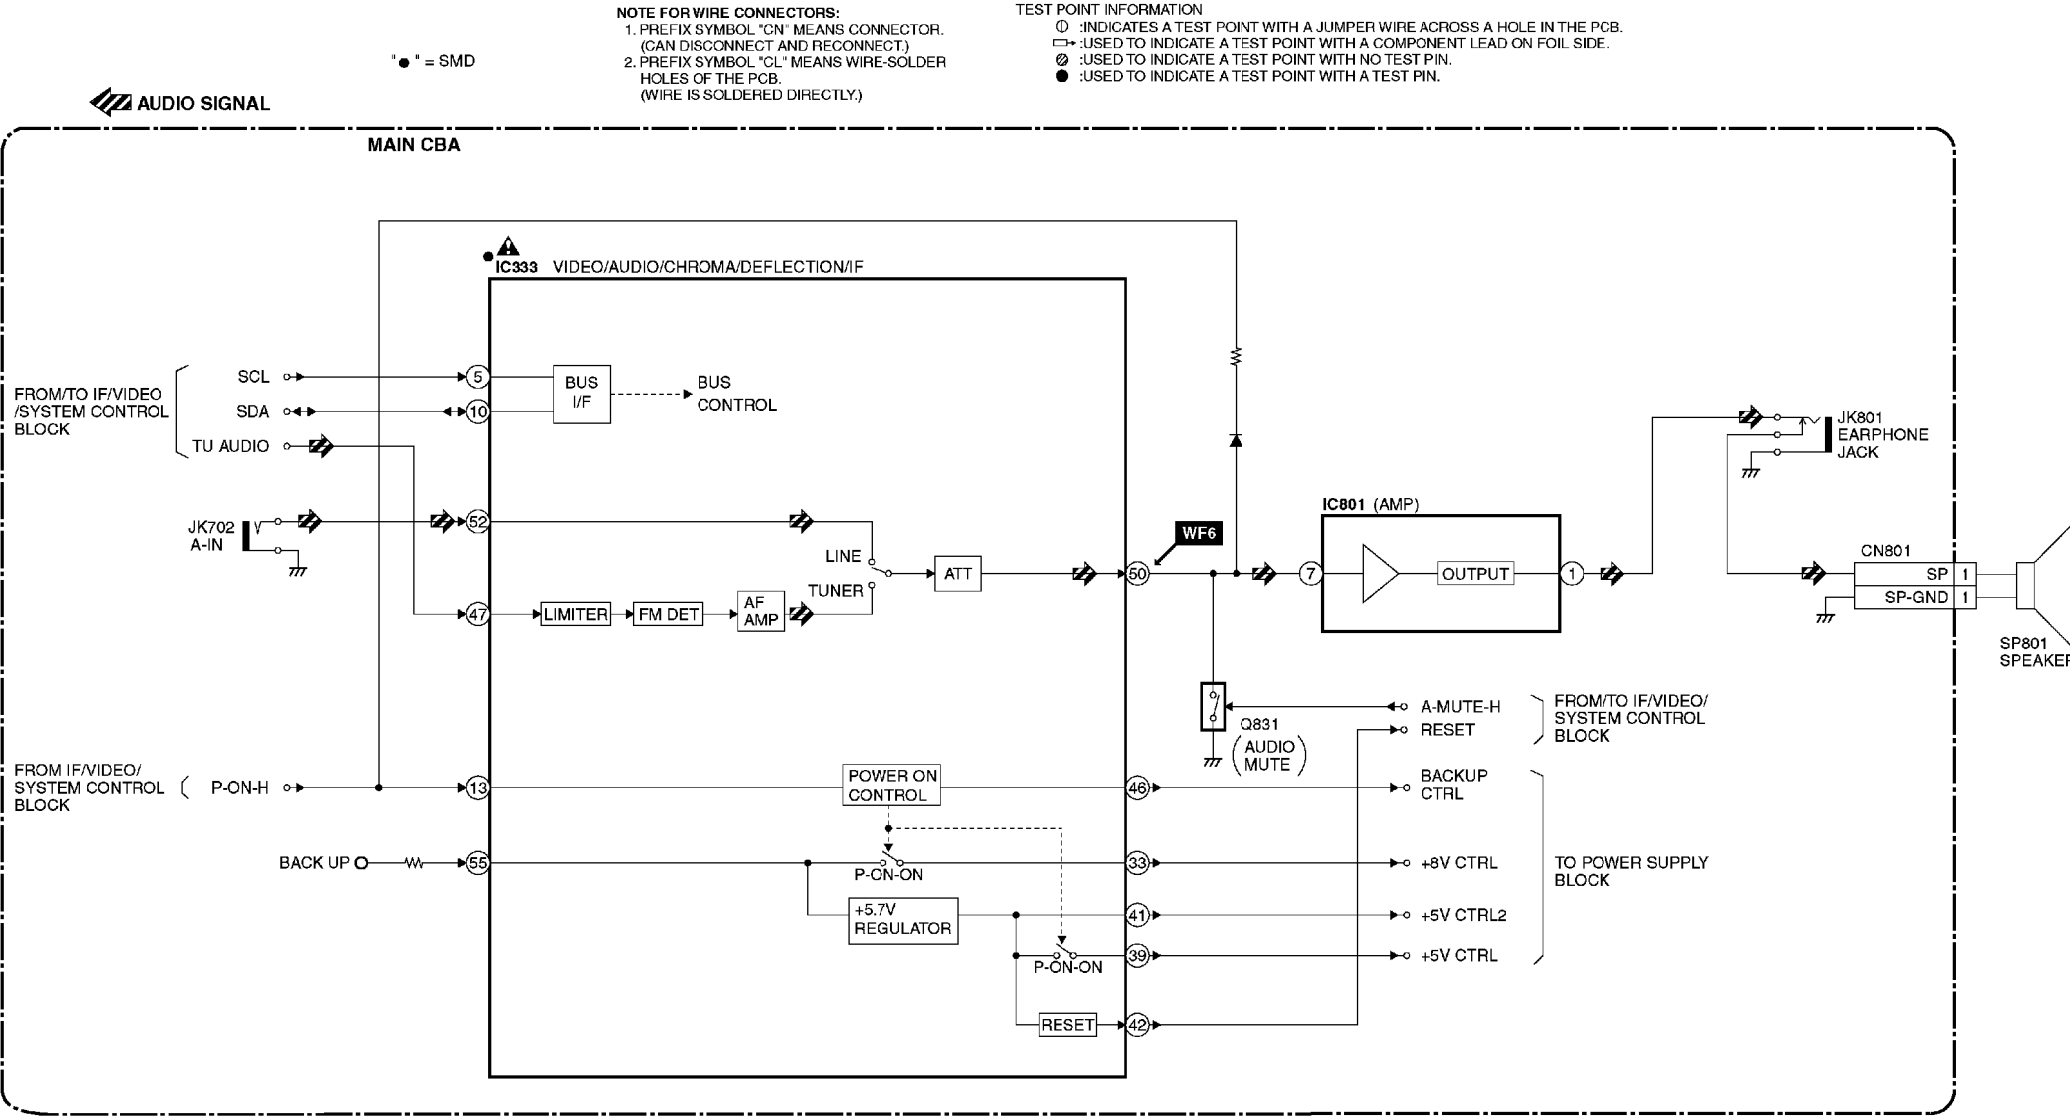 NOTE FOR WIRE CONNECTORS:
1. PREFIX SYMBOL "CN" MEANS CONNECTOR.
(CAN DISCONNECT AND RECONNECT.)
2. PREFIX SYMBOL "CL" MEANS WIRE-SOLDER
HOLES OF THE PCB.
(WIRE IS SOLDERED DIRECTLY.)
TEST POINT INFORMATION
:INDICATES A TEST POINT WITH A JUMPER WIRE ACROSS A HOLE IN THE PCB.
:USED TO INDICATE A TEST POINT WITH A COMPONENT LEAD ON FOIL SIDE.
:USED TO INDICATE A TEST POINT WITH NO TEST PIN.
:USED TO INDICATE A TEST POINT WITH A TEST PIN.
" ● " = SMD
AUDIO SIGNAL
MAIN CBA
IC333 VIDEO/AUDIO/CHROMA/DEFLECTION/IF
FROM/TO IF/VIDEO
/SYSTEM CONTROL
BLOCK
SCL
SDA
TU AUDIO
5
10
BUS
I/F
BUS
CONTROL
JK702
A-IN
52
47
LIMITER
FM DET
AF
AMP
LINE
TUNER
ATT
50
WF6
IC801 (AMP)
7
OUTPUT
1
JK801
EARPHONE
JACK
CN801
SP 1
SP-GND 1
SP801
SPEAKER
Q831
AUDIO
MUTE
A-MUTE-H
RESET
FROM/TO IF/VIDEO/
SYSTEM CONTROL
BLOCK
FROM IF/VIDEO/
SYSTEM CONTROL
BLOCK
P-ON-H
13
POWER ON
CONTROL
46
BACKUP
CTRL
BACK UP
55
P-ON-ON
33
+8V CTRL
TO POWER SUPPLY
BLOCK
+5.7V
REGULATOR
41
+5V CTRL2
P-ON-ON
39
+5V CTRL
RESET
42